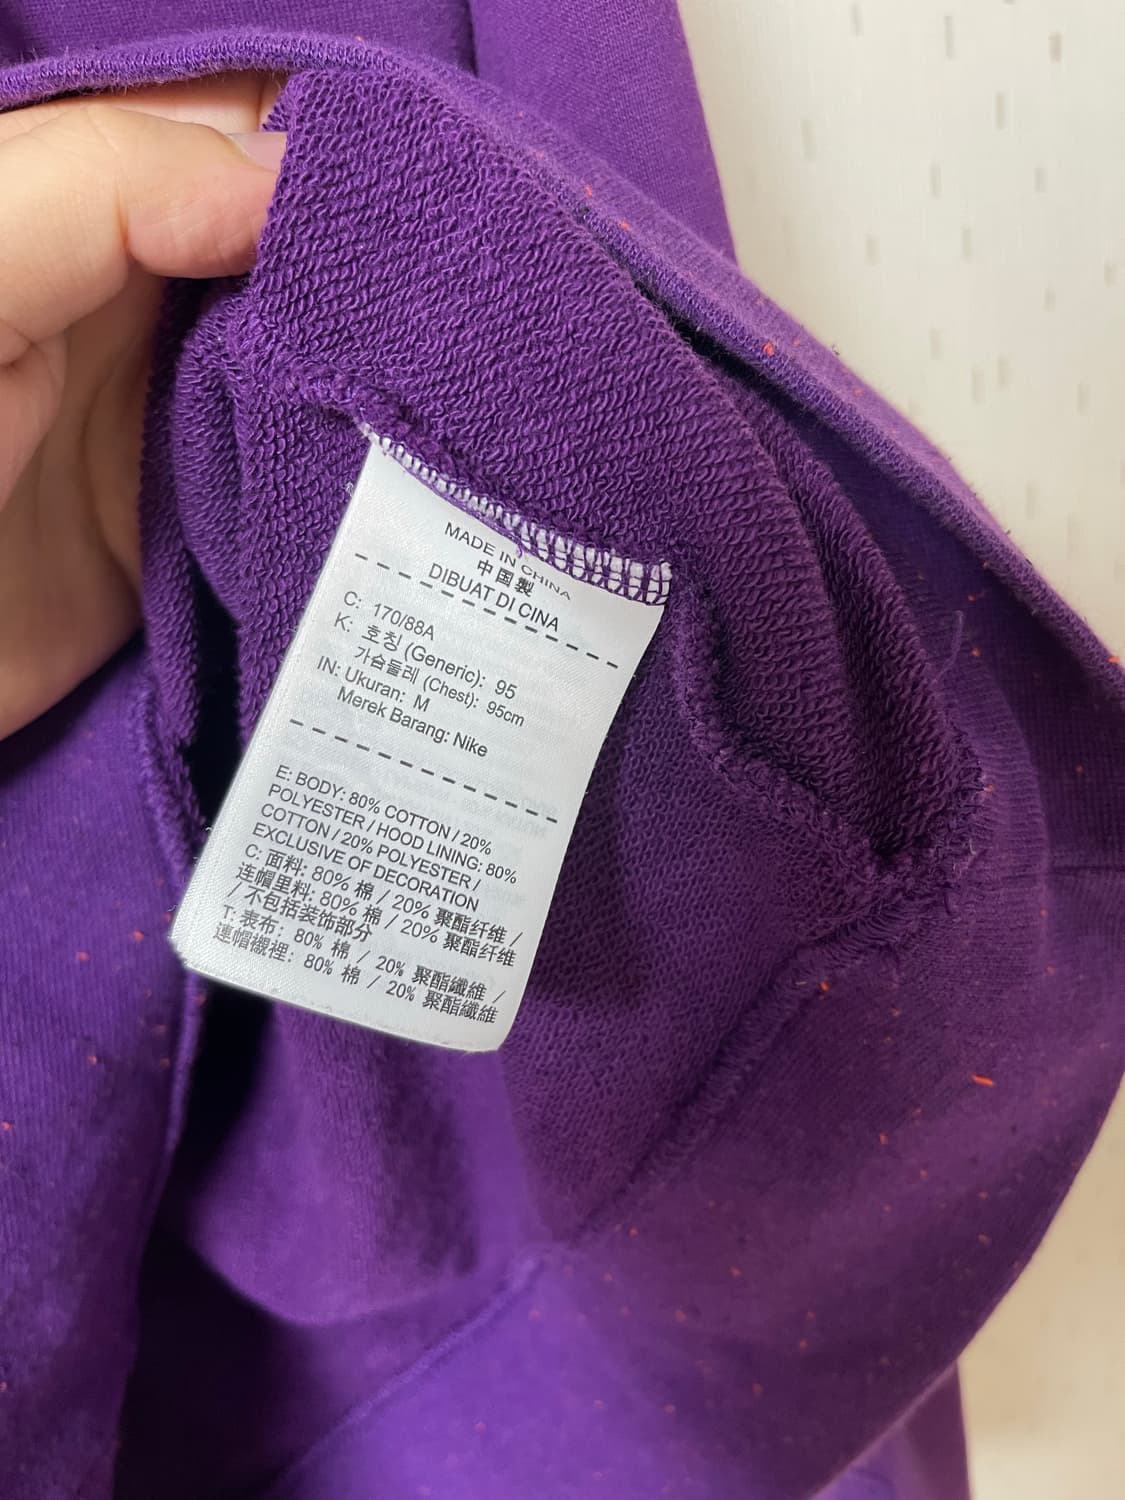 MADE IN CHINA
中国製
DIBUAT DI CINA
C: 170/88A
K: 호칭 (Generic): 95
가슴둘레 (Chest): 95cm
IN: Ukuran: M
Merek Barang: Nike
E: BODY: 80% COTTON / 20%
POLYESTER / HOOD LINING: 80%
COTTON / 20% POLYESTER /
EXCLUSIVE OF DECORATION
C: 面料: 80% 棉 / 20% 聚酯纤维 /
连帽里料: 80% 棉 / 20% 聚酯纤维
/ 不包括装饰部分
T: 表布: 80% 棉 / 20% 聚酯纖維 /
連帽襯裡: 80% 棉 / 20% 聚酯纖維